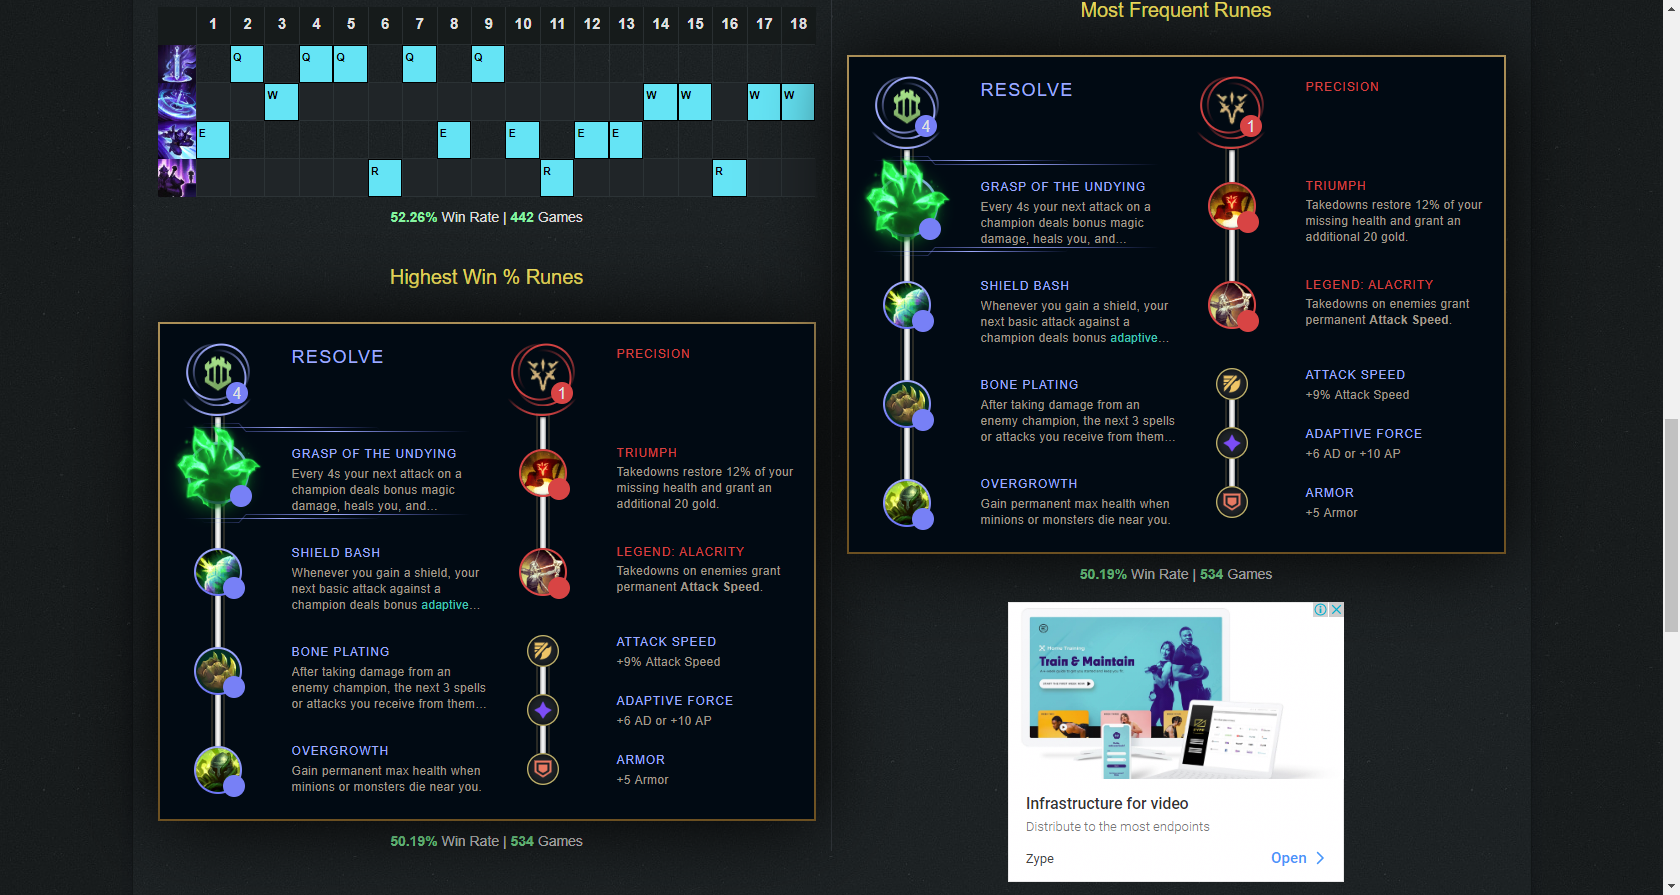 1 2 3 4 5 6 7 8 9 10 11 12 13 14 15 16 17 18
Q Q Q Q Q
W W W W W
E E E E E
R R R
52.26% Win Rate | 442 Games
Highest Win % Runes
RESOLVE
4
GRASP OF THE UNDYING
Every 4s your next attack on a
champion deals bonus magic
damage, heals you, and...
SHIELD BASH
Whenever you gain a shield, your
next basic attack against a
champion deals bonus adaptive...
BONE PLATING
After taking damage from an
enemy champion, the next 3 spells
or attacks you receive from them...
OVERGROWTH
Gain permanent max health when
minions or monsters die near you.
PRECISION
1
TRIUMPH
Takedowns restore 12% of your
missing health and grant an
additional 20 gold.
LEGEND: ALACRITY
Takedowns on enemies grant
permanent Attack Speed.
ATTACK SPEED
+9% Attack Speed
ADAPTIVE FORCE
+6 AD or +10 AP
ARMOR
+5 Armor
50.19% Win Rate | 534 Games
Most Frequent Runes
RESOLVE
4
GRASP OF THE UNDYING
Every 4s your next attack on a
champion deals bonus magic
damage, heals you, and...
SHIELD BASH
Whenever you gain a shield, your
next basic attack against a
champion deals bonus adaptive...
BONE PLATING
After taking damage from an
enemy champion, the next 3 spells
or attacks you receive from them...
OVERGROWTH
Gain permanent max health when
minions or monsters die near you.
PRECISION
1
TRIUMPH
Takedowns restore 12% of your
missing health and grant an
additional 20 gold.
LEGEND: ALACRITY
Takedowns on enemies grant
permanent Attack Speed.
ATTACK SPEED
+9% Attack Speed
ADAPTIVE FORCE
+6 AD or +10 AP
ARMOR
+5 Armor
50.19% Win Rate | 534 Games
Home Training
Train & Maintain
Infrastructure for video
Distribute to the most endpoints
Zype
Open